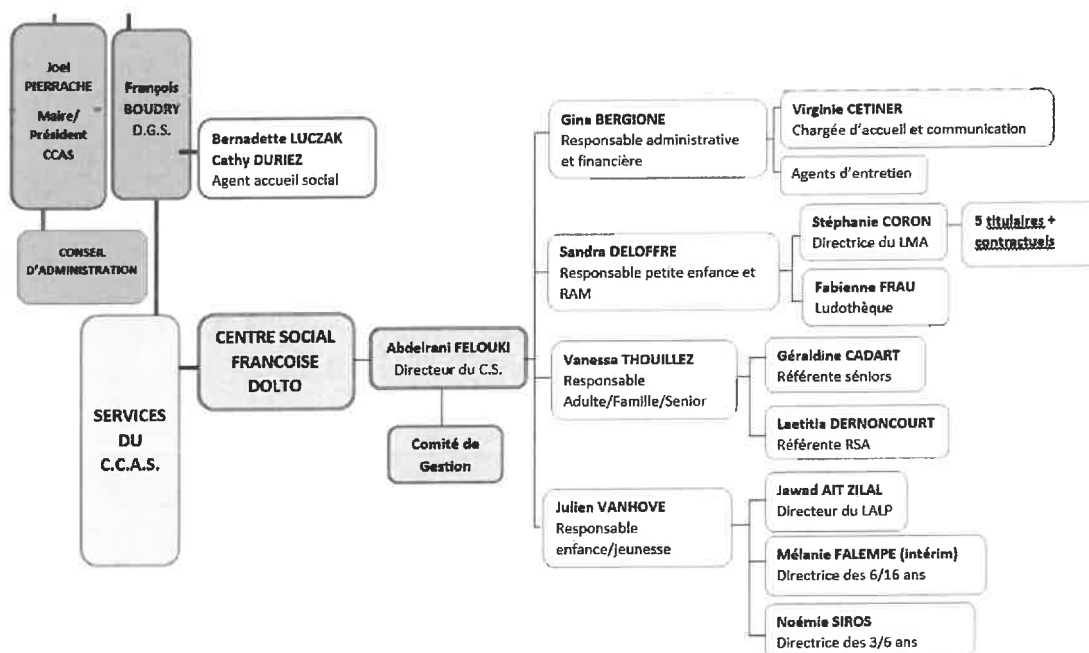 Joel
PIERRACHE
Maire/
Président
CCAS
François
BOUDRY
D.G.S.
Bernadette LUCZAK
Cathy DURIEZ
Agent accueil social
CONSEIL
D'ADMINISTRATION
SERVICES
DU
C.C.A.S.
CENTRE SOCIAL
FRANCOISE
DOLTO
Abdelrani FELOUKI
Directeur du C.S.
Comité de
Gestion
Gina BERGIONE
Responsable administrative
et financière
Virginie CETINER
Chargée d'accueil et communication
Agents d'entretien
Sandra DELOFFRE
Responsable petite enfance et
RAM
Stéphanie CORON
Directrice du LMA
5 titulaires +
contractuels
Fabienne FRAU
Ludothèque
Vanessa THOUILLEZ
Responsable
Adulte/Famille/Senior
Géraldine CADART
Référente séniors
Laetitia DERNONCOURT
Référente RSA
Julien VANHOVE
Responsable
enfance/jeunesse
Jawad AIT ZILAL
Directeur du LALP
Mélanie FALEMPE (intérim)
Directrice des 6/16 ans
Noémie SIROS
Directrice des 3/6 ans